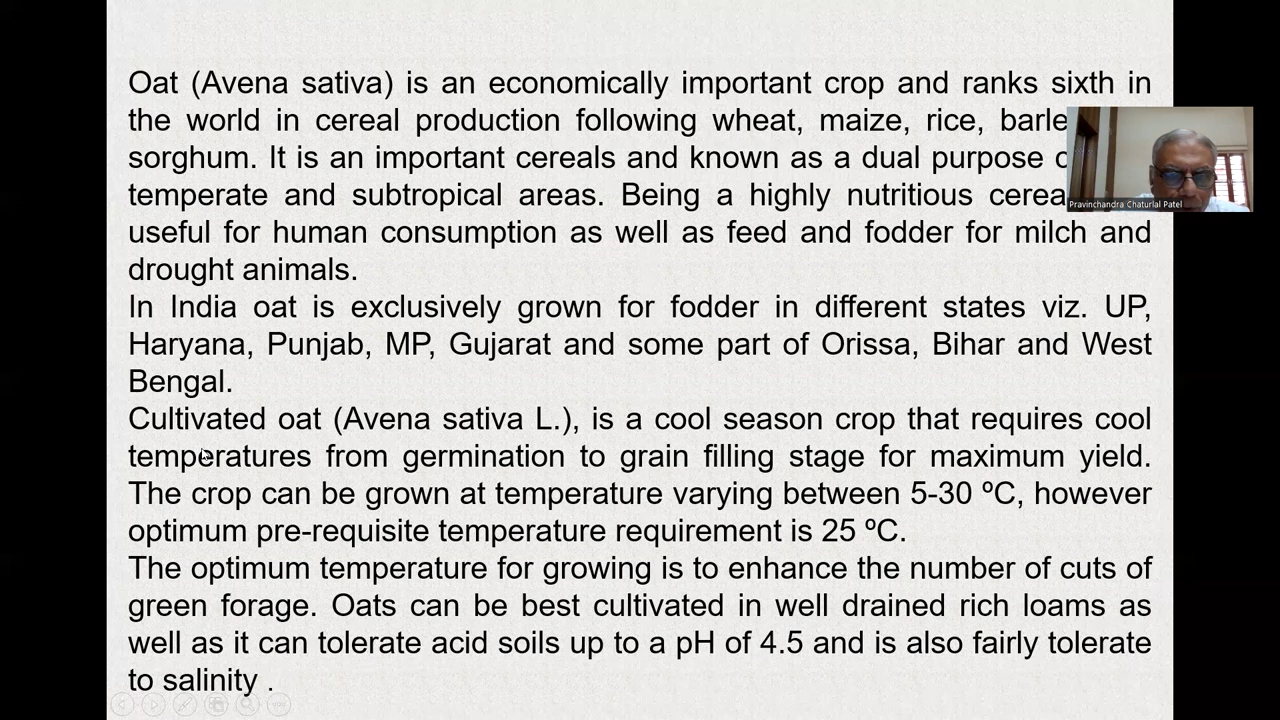 Oat (Avena sativa) is an economically important crop and ranks sixth in
the world in cereal production following wheat, maize, rice,
sorghum. It is an important cereals and known as a dual purpose
temperate and subtropical areas. Being a highly nutritious
useful for human consumption as well as feed and fodder for milch and
drought animals.
In India oat is exclusively grown for fodder in different states viz. UP,
Haryana, Punjab, MP, Gujarat and some part of Orissa, Bihar and West
Bengal.
Cultivated oat (Avena sativa L.), is a cool season crop that requires cool
temperatures from germination to grain filling stage for maximum yield.
The crop can be grown at temperature varying between 5-30 ºC, however
optimum pre-requisite temperature requirement is 25 ºC.
The optimum temperature for growing is to enhance the number of cuts of
green forage. Oats can be best cultivated in well drained rich loams as
well as it can tolerate acid soils up to a pH of 4.5 and is also fairly tolerate
to salinity .
Pravinchandra Chaturlal Patel